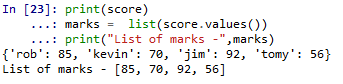 In [23]: print(score)
    ...: marks =  list(score.values())
    ...: print("List of marks -",marks)
{'rob': 85, 'kevin': 70, 'jim': 92, 'tomy': 56}
List of marks - [85, 70, 92, 56]